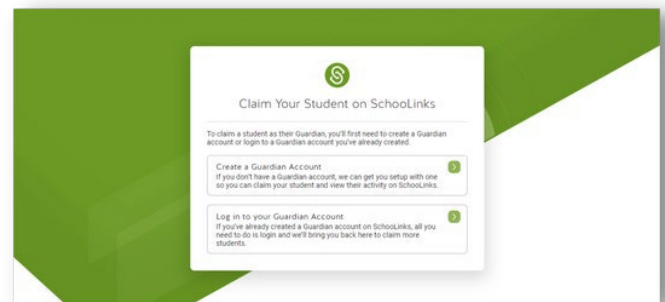 Claim Your Student on SchooLinks
To claim a student as their Guardian, you'll first need to create a Guardian
account or login to a Guardian account you've already created.
Create a Guardian Account
If you don't have a Guardian account, we can get you setup with one
so you can claim your student and view their activity on SchooLinks.
Log in to your Guardian Account
If you've already created a Guardian account on SchooLinks, all you
need to do is login and we'll bring you back here to claim more
students.